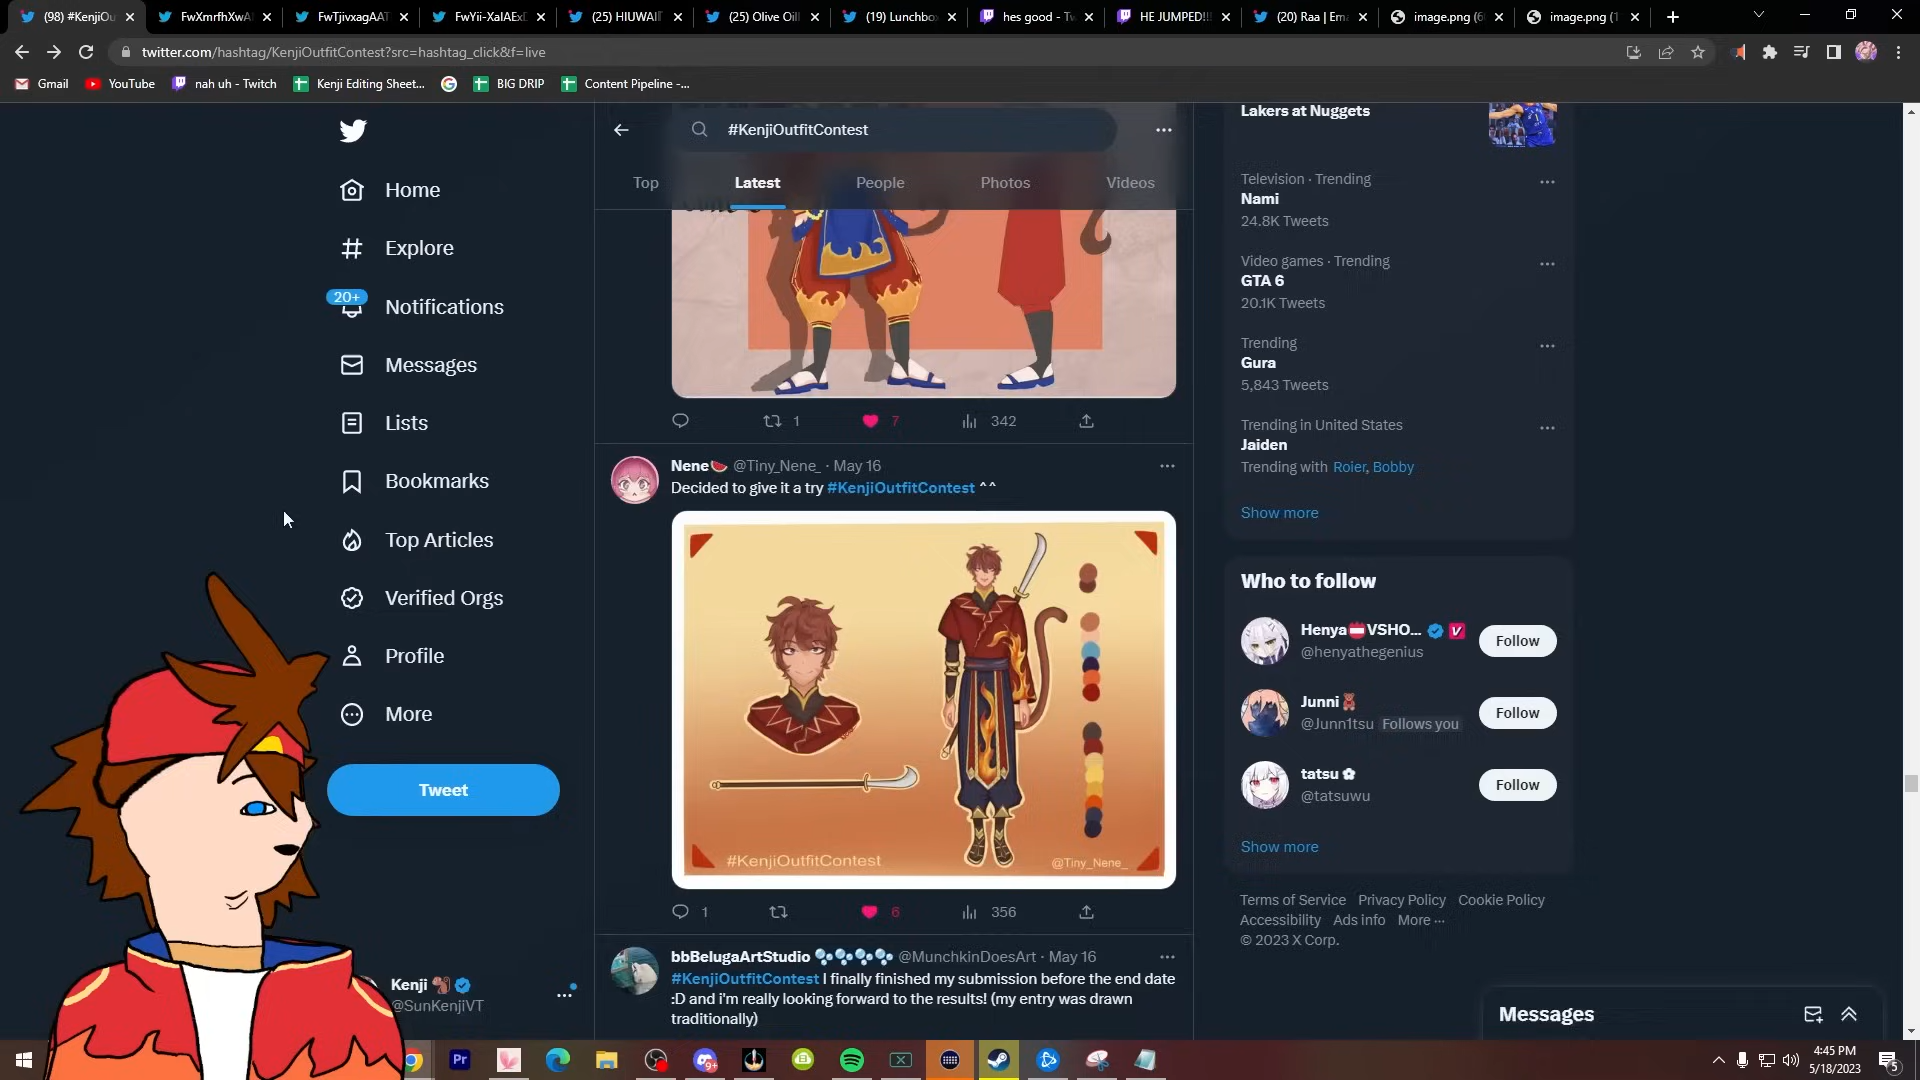 (98) #KenjiOu
FwXmrfhXwA
FwTjivxagAAT
FwYii-XaIAEx
(25) HIUWAII
(25) Olive Oil
(19) Lunchbo
hes good - Tw
HE JUMPED!!
(20) Raa | Em
image.png (6
image.png (1
twitter.com/hashtag/KenjiOutfitContest?src=hashtag_click&f=live
Gmail
YouTube
nah uh - Twitch
Kenji Editing Sheet...
BIG DRIP
Content Pipeline -...
Home
Explore
20+
Notifications
Messages
Lists
Bookmarks
Top Articles
Verified Orgs
Profile
More
Tweet
Kenji
@SunKenjiVT
#KenjiOutfitContest
Top
Latest
People
Photos
Videos
1
7
342
Nene @Tiny_Nene_ · May 16
Decided to give it a try #KenjiOutfitContest ^^
#KenjiOutfitContest
@Tiny_Nene_
1
6
356
bbBelugaArtStudio @MunchkinDoesArt · May 16
#KenjiOutfitContest I finally finished my submission before the end date
:D and i'm really looking forward to the results! (my entry was drawn
traditionally)
Lakers at Nuggets
Television · Trending
Nami
24.8K Tweets
Video games · Trending
GTA 6
20.1K Tweets
Trending
Gura
5,843 Tweets
Trending in United States
Jaiden
Trending with Roier, Bobby
Show more
Who to follow
Henya VSHO...
@henyathegenius
Follow
Junni
@Junn1tsu Follows you
Follow
tatsu
@tatsuwu
Follow
Show more
Terms of Service Privacy Policy Cookie Policy
Accessibility Ads info More ...
© 2023 X Corp.
Messages
Pr
9+
4:45 PM
5/18/2023
5